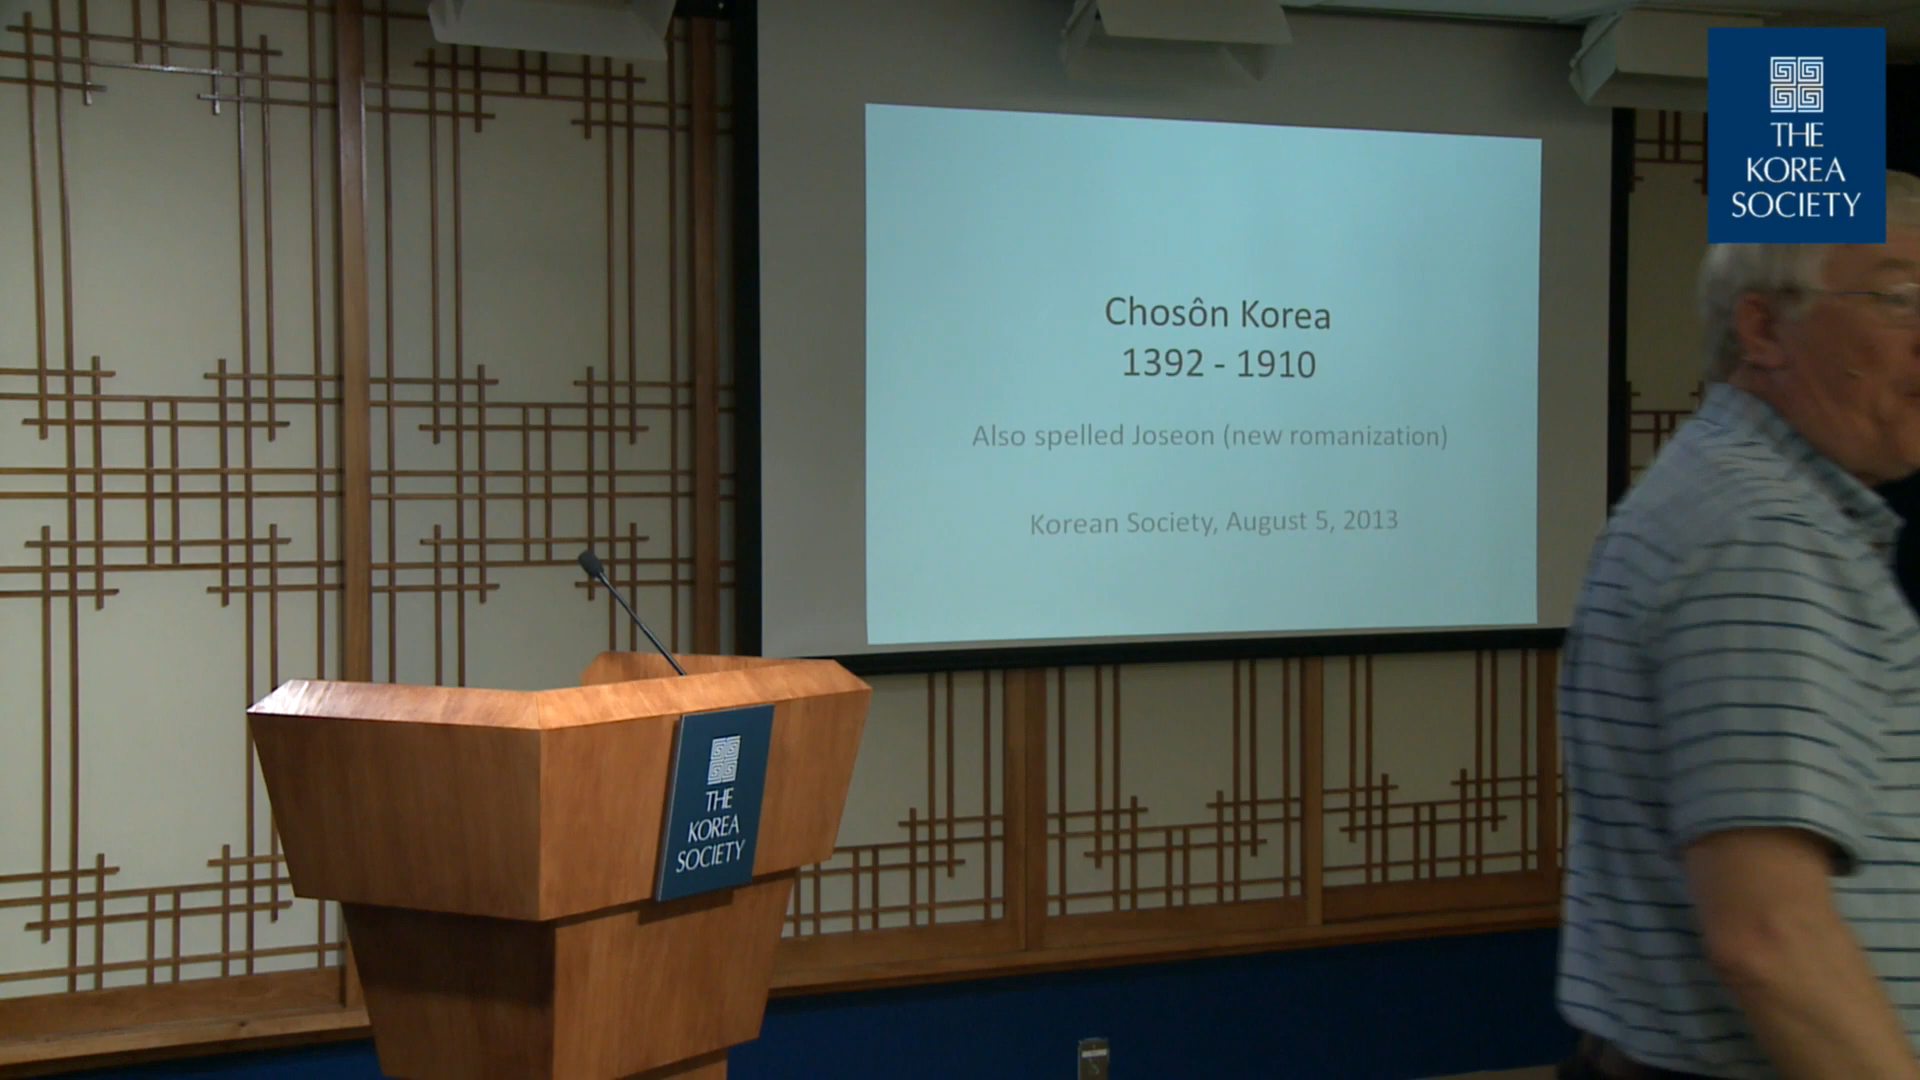 Chosôn Korea
1392 - 1910
Also spelled Joseon (new romanization)
Korean Society, August 5, 2013
THE
KOREA
SOCIETY
THE
KOREA
SOCIETY